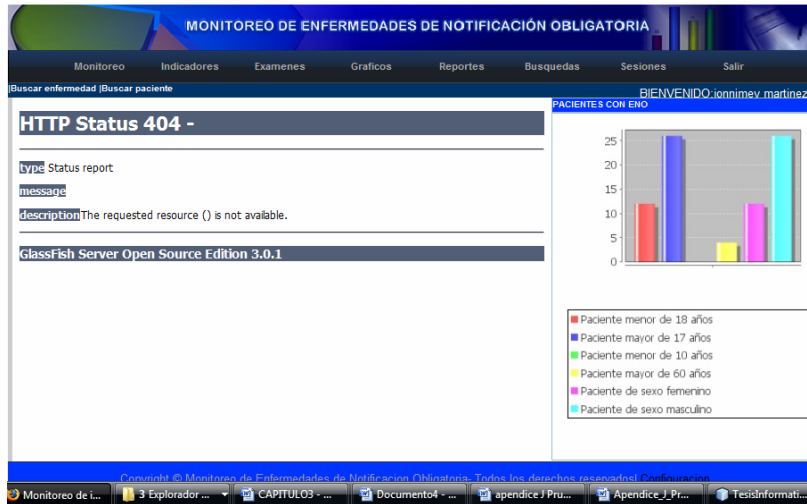 MONITOREO DE ENFERMEDADES DE NOTIFICACIÓN OBLIGATORIA
Monitoreo Indicadores Examenes Graficos Reportes Busquedas Sesiones Salir
|Buscar enfermedad |Buscar paciente
BIENVENIDO:jonnimey martinez
HTTP Status 404 -
type Status report
message
description The requested resource () is not available.
GlassFish Server Open Source Edition 3.0.1
PACIENTES CON ENO
25
20
15
10
5
0
Paciente menor de 18 años
Paciente mayor de 17 años
Paciente menor de 10 años
Paciente mayor de 60 años
Paciente de sexo femenino
Paciente de sexo masculino
Copyright © Monitoreo de Enfermedades de Notificacion Obligatoria- Todos los derechos reservados| Configuracion
Monitoreo de i... 3 Explorador ... CAPITULO3 - ... Documento4 - ... apendice J Pru... Apendice_J_Pr... TesisInformati...